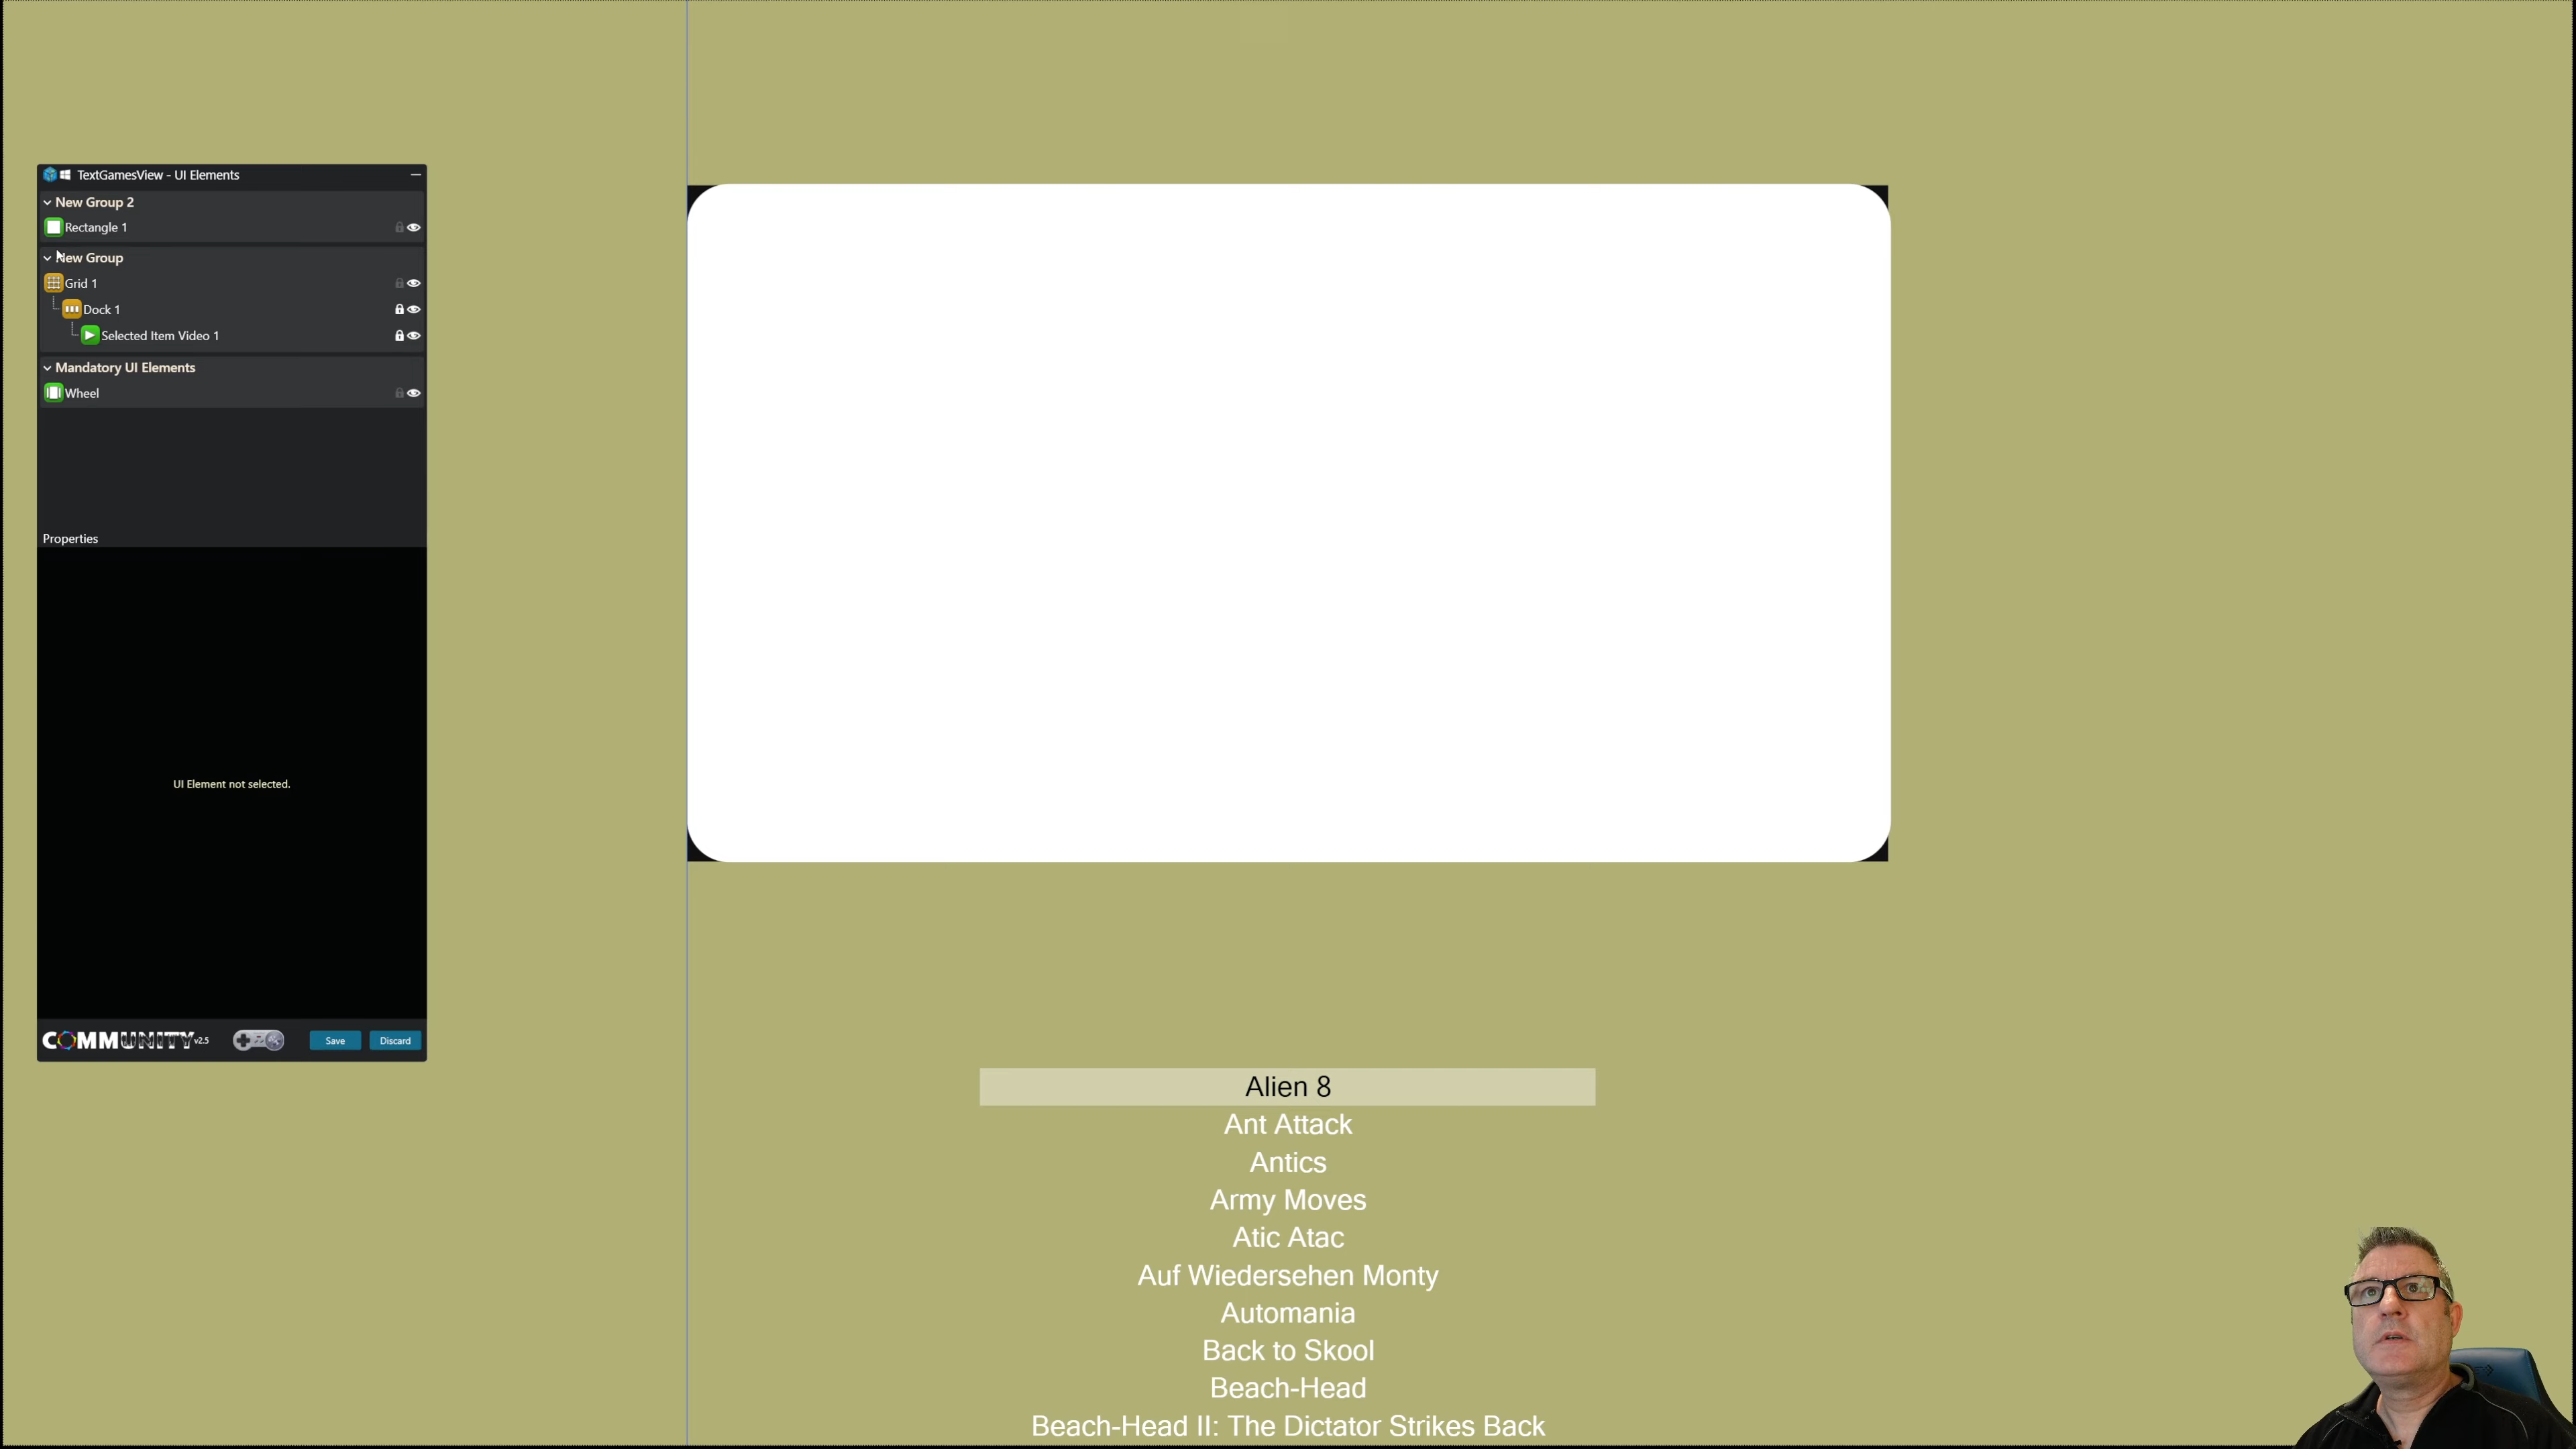 TextGamesView - UI Elements
New Group 2
Rectangle 1
New Group
Grid 1
Dock 1
Selected Item Video 1
Mandatory UI Elements
Wheel
Properties
UI Element not selected.
COMMUNITY v2.5
Save
Discard
Alien 8
Ant Attack
Antics
Army Moves
Atic Atac
Auf Wiedersehen Monty
Automania
Back to Skool
Beach-Head
Beach-Head II: The Dictator Strikes Back